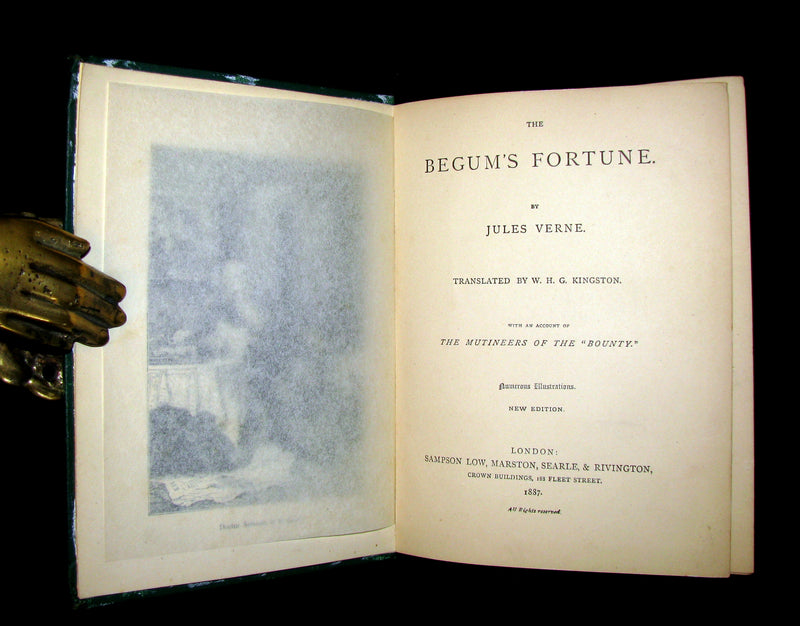 THE
BEGUM'S FORTUNE.
BY
JULES VERNE.
TRANSLATED BY W. H. G. KINGSTON.
WITH AN ACCOUNT OF
THE MUTINEERS OF THE "BOUNTY."
Numerous Illustrations.
NEW EDITION.
LONDON:
SAMPSON LOW, MARSTON, SEARLE, & RIVINGTON,
CROWN BUILDINGS, 188 FLEET STREET.
1887.
All Rights reserved.